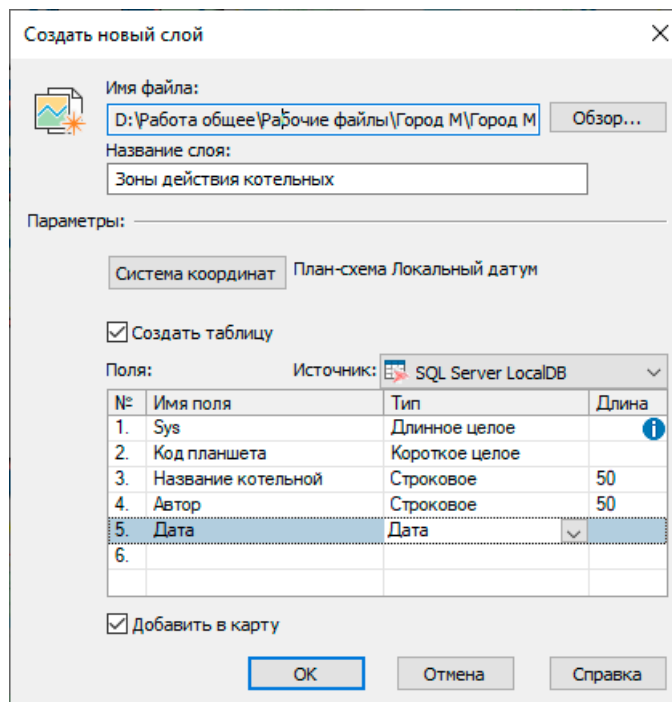 Создать новый слой
Имя файла:
D:\Работа общее\Рабочие файлы\Город М\Город М
Обзор...
Название слоя:
Зоны действия котельных
Параметры:
Система координат План-схема Локальный датум
Создать таблицу
Поля: Источник: SQL Server LocalDB
№ Имя поля Тип Длина
1. Sys Длинное целое
2. Код планшета Короткое целое
3. Название котельной Строковое 50
4. Автор Строковое 50
5. Дата Дата
6.
Добавить в карту
ОК Отмена Справка